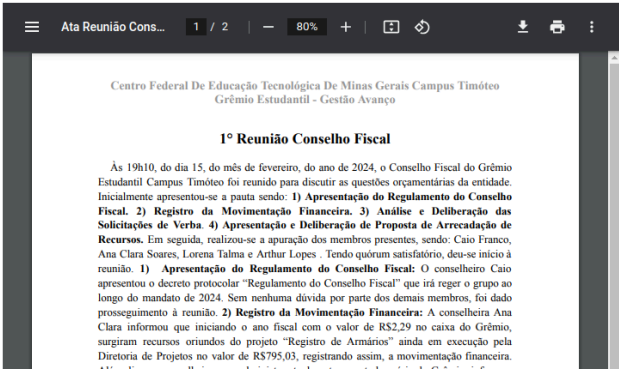 Ata Reunião Cons... 1 / 2 80%
Centro Federal De Educação Tecnológica De Minas Gerais Campus Timóteo
Grêmio Estudantil - Gestão Avanço
1° Reunião Conselho Fiscal
Às 19h10, do dia 15, do mês de fevereiro, do ano de 2024, o Conselho Fiscal do Grêmio
Estudantil Campus Timóteo foi reunido para discutir as questões orçamentárias da entidade.
Inicialmente apresentou-se a pauta sendo: 1) Apresentação do Regulamento do Conselho
Fiscal. 2) Registro da Movimentação Financeira. 3) Análise e Deliberação das
Solicitações de Verba. 4) Apresentação e Deliberação de Proposta de Arrecadação de
Recursos. Em seguida, realizou-se a apuração dos membros presentes, sendo: Caio Franco,
Ana Clara Soares, Lorena Talma e Arthur Lopes . Tendo quórum satisfatório, deu-se início à
reunião. 1) Apresentação do Regulamento do Conselho Fiscal: O conselheiro Caio
apresentou o decreto protocolar “Regulamento do Conselho Fiscal” que irá reger o grupo ao
longo do mandato de 2024. Sem nenhuma dúvida por parte dos demais membros, foi dado
prosseguimento à reunião. 2) Registro da Movimentação Financeira: A conselheira Ana
Clara informou que iniciando o ano fiscal com o valor de R$2,29 no caixa do Grêmio,
surgiram recursos oriundos do projeto “Registro de Armários” ainda em execução pela
Diretoria de Projetos no valor de R$795,03, registrando assim, a movimentação financeira.